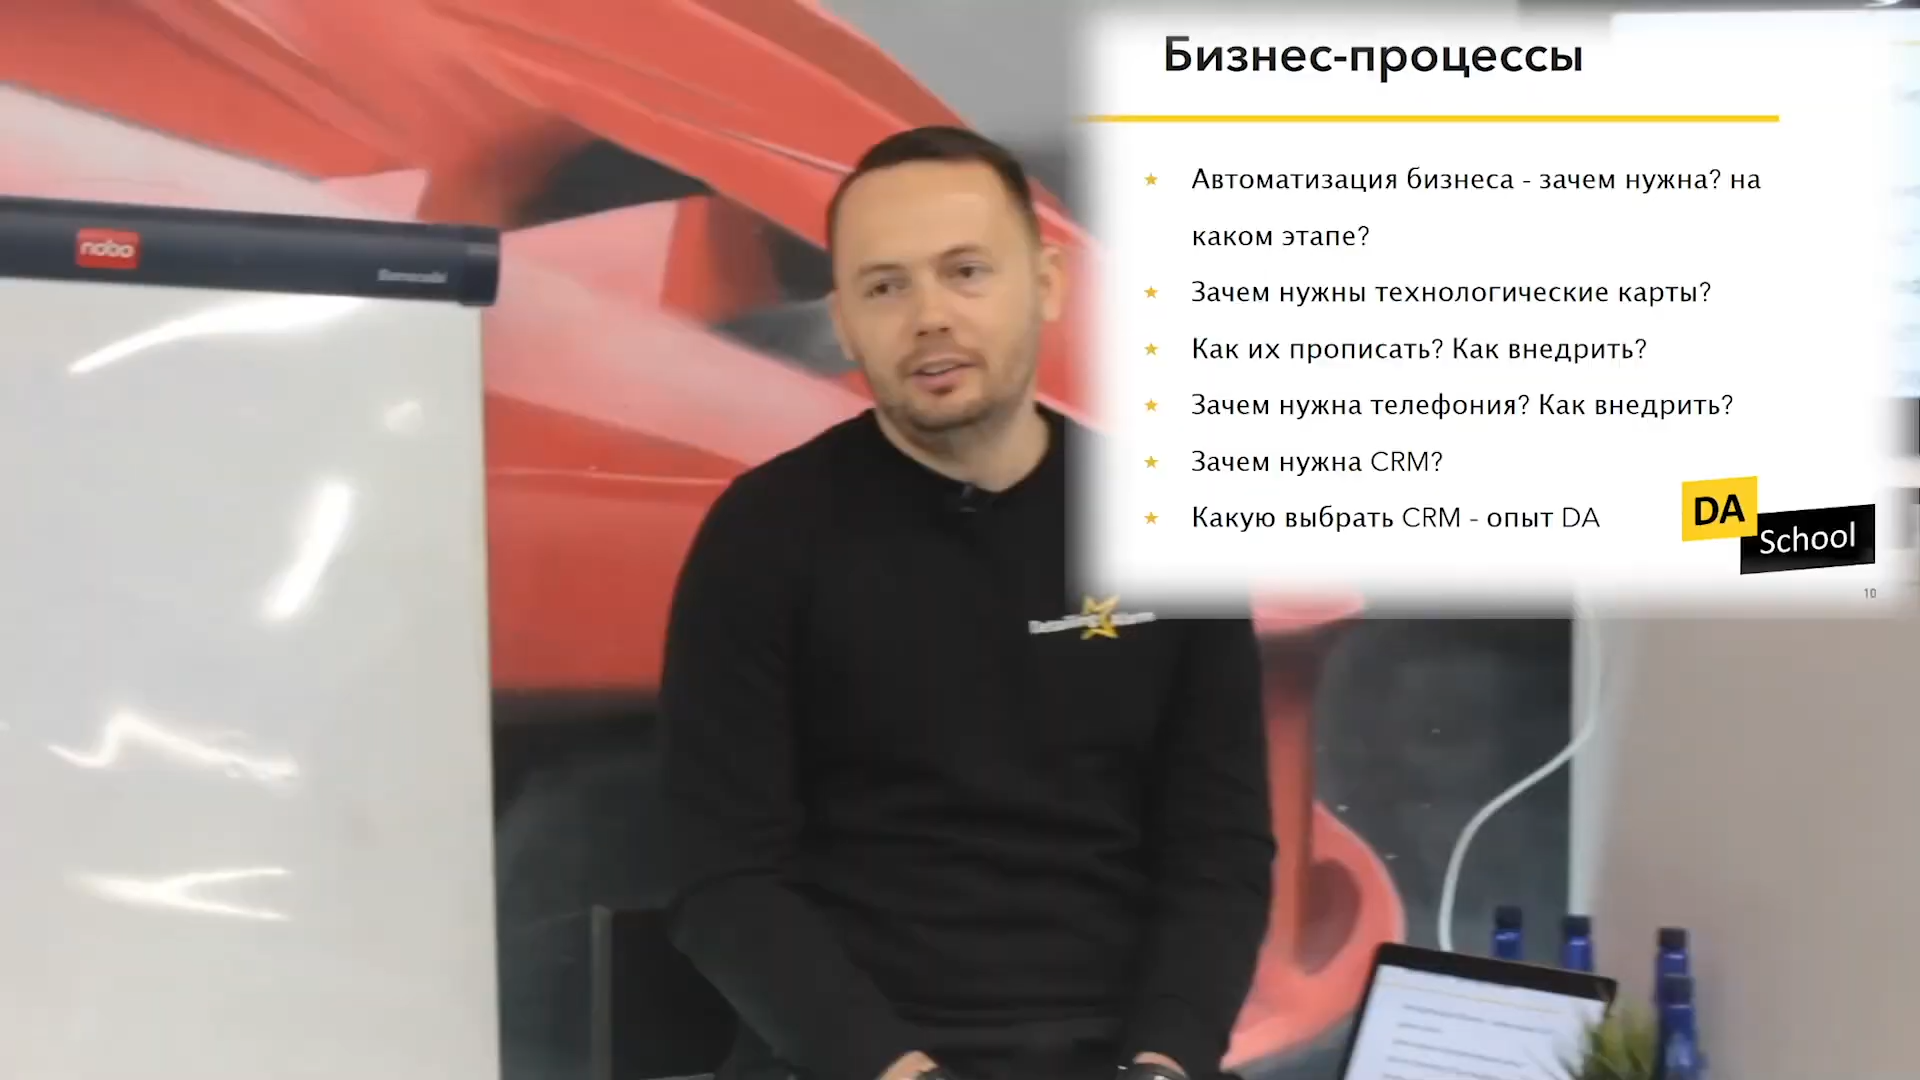 nobo
Бизнес-процессы
Автоматизация бизнеса - зачем нужна? на
каком этапе?
Зачем нужны технологические карты?
Как их прописать? Как внедрить?
Зачем нужна телефония? Как внедрить?
Зачем нужна CRM?
Какую выбрать CRM - опыт DA
DA
School
10